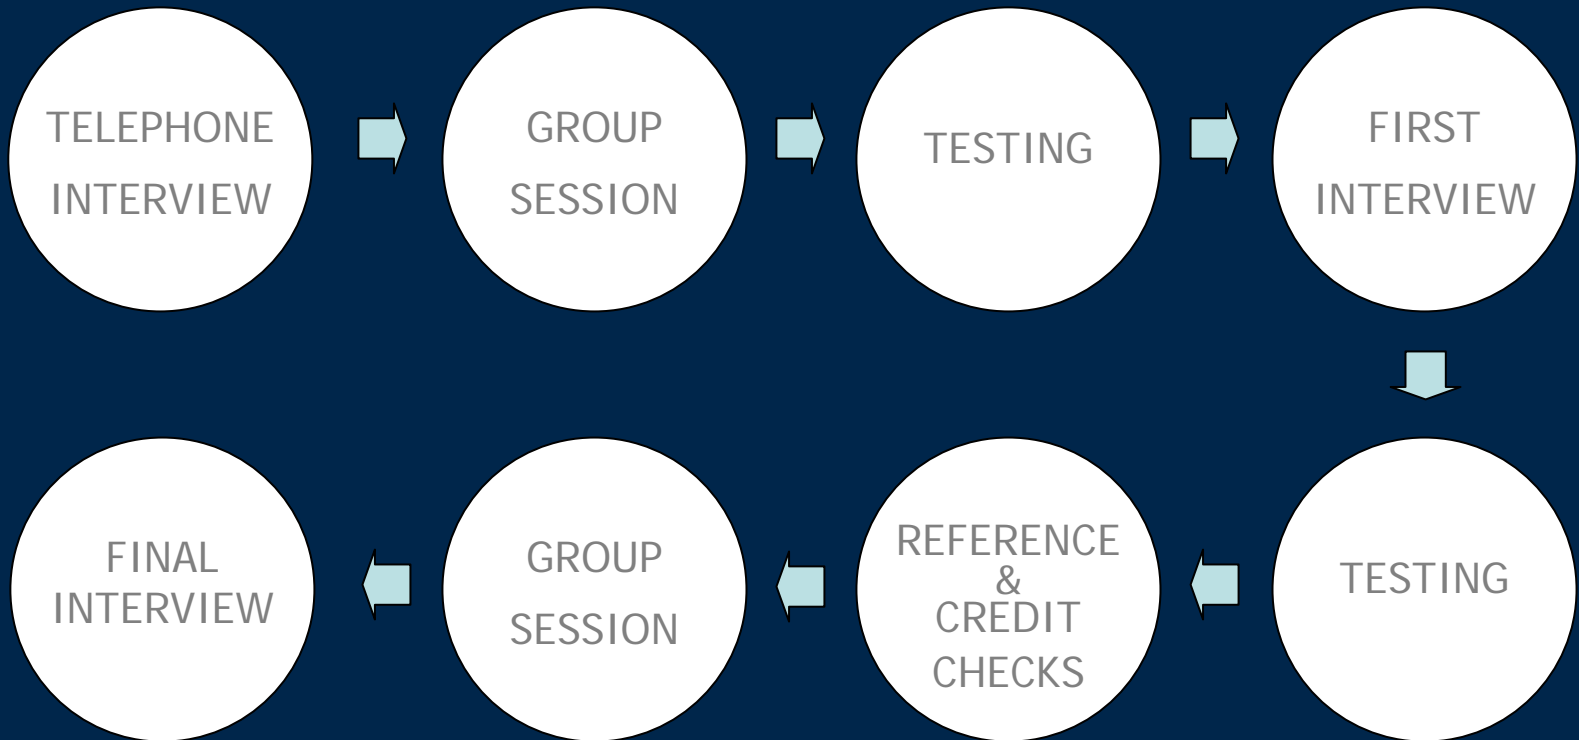 TELEPHONE
INTERVIEW
GROUP
SESSION
TESTING
FIRST
INTERVIEW
TESTING
REFERENCE
&
CREDIT
CHECKS
GROUP
SESSION
FINAL
INTERVIEW